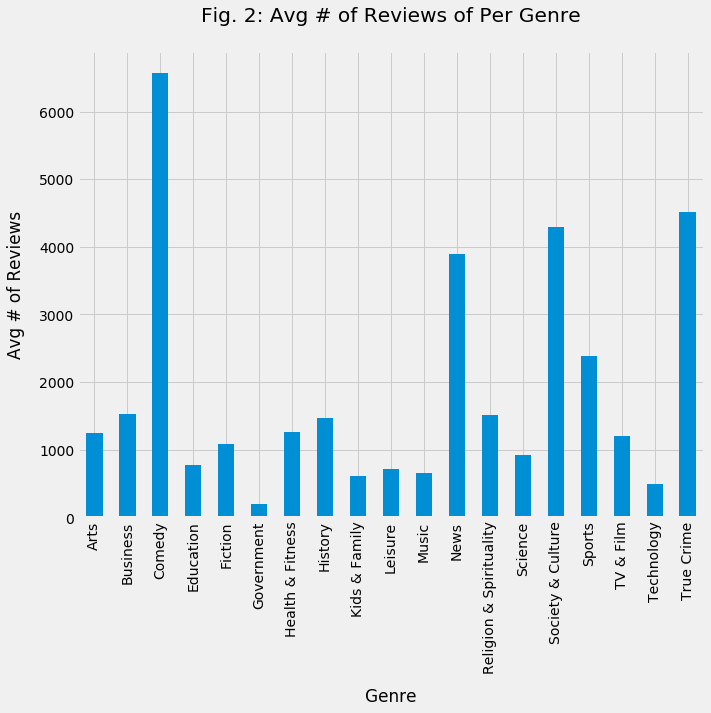 Fig. 2: Avg # of Reviews of Per Genre
Avg # of Reviews
6000
5000
4000
3000
2000
1000
0
Arts
Business
Comedy
Education
Fiction
Government
Health & Fitness
History
Kids & Family
Leisure
Music
News
Religion & Spirituality
Science
Society & Culture
Sports
TV & Film
Technology
True Crime
Genre